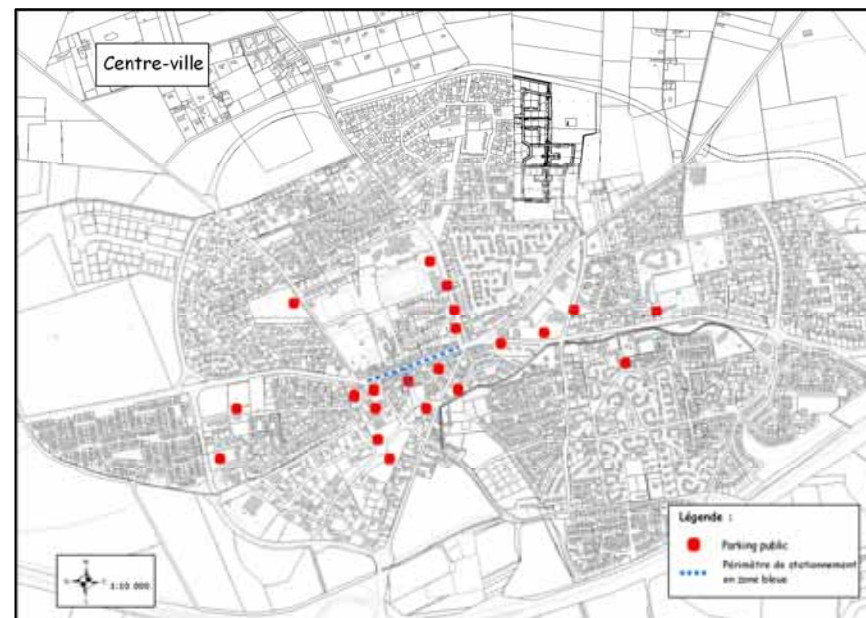 Centre-ville
Légende :
Parking public
Périmètre de stationnement
en zone bleue
1:10 000